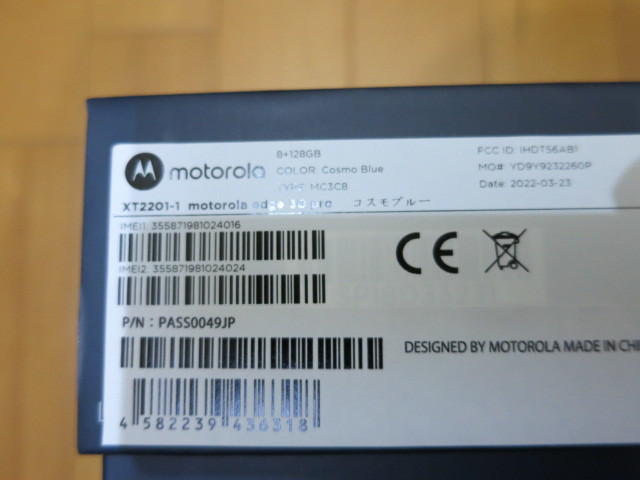 motorola
8+128GB
COLOR: Cosmo Blue
TYPE: MC3C8
FCC ID: IHDT56AB1
MO#: YD9Y9232260P
Date: 2022-03-23
XT2201-1 motorola edge 30 pro コスモブルー
IMEI1: 355871981024016
IMEI2: 355871981024024
P/N : PASS0049JP
DESIGNED BY MOTOROLA MADE IN CHI
4 582239 436318